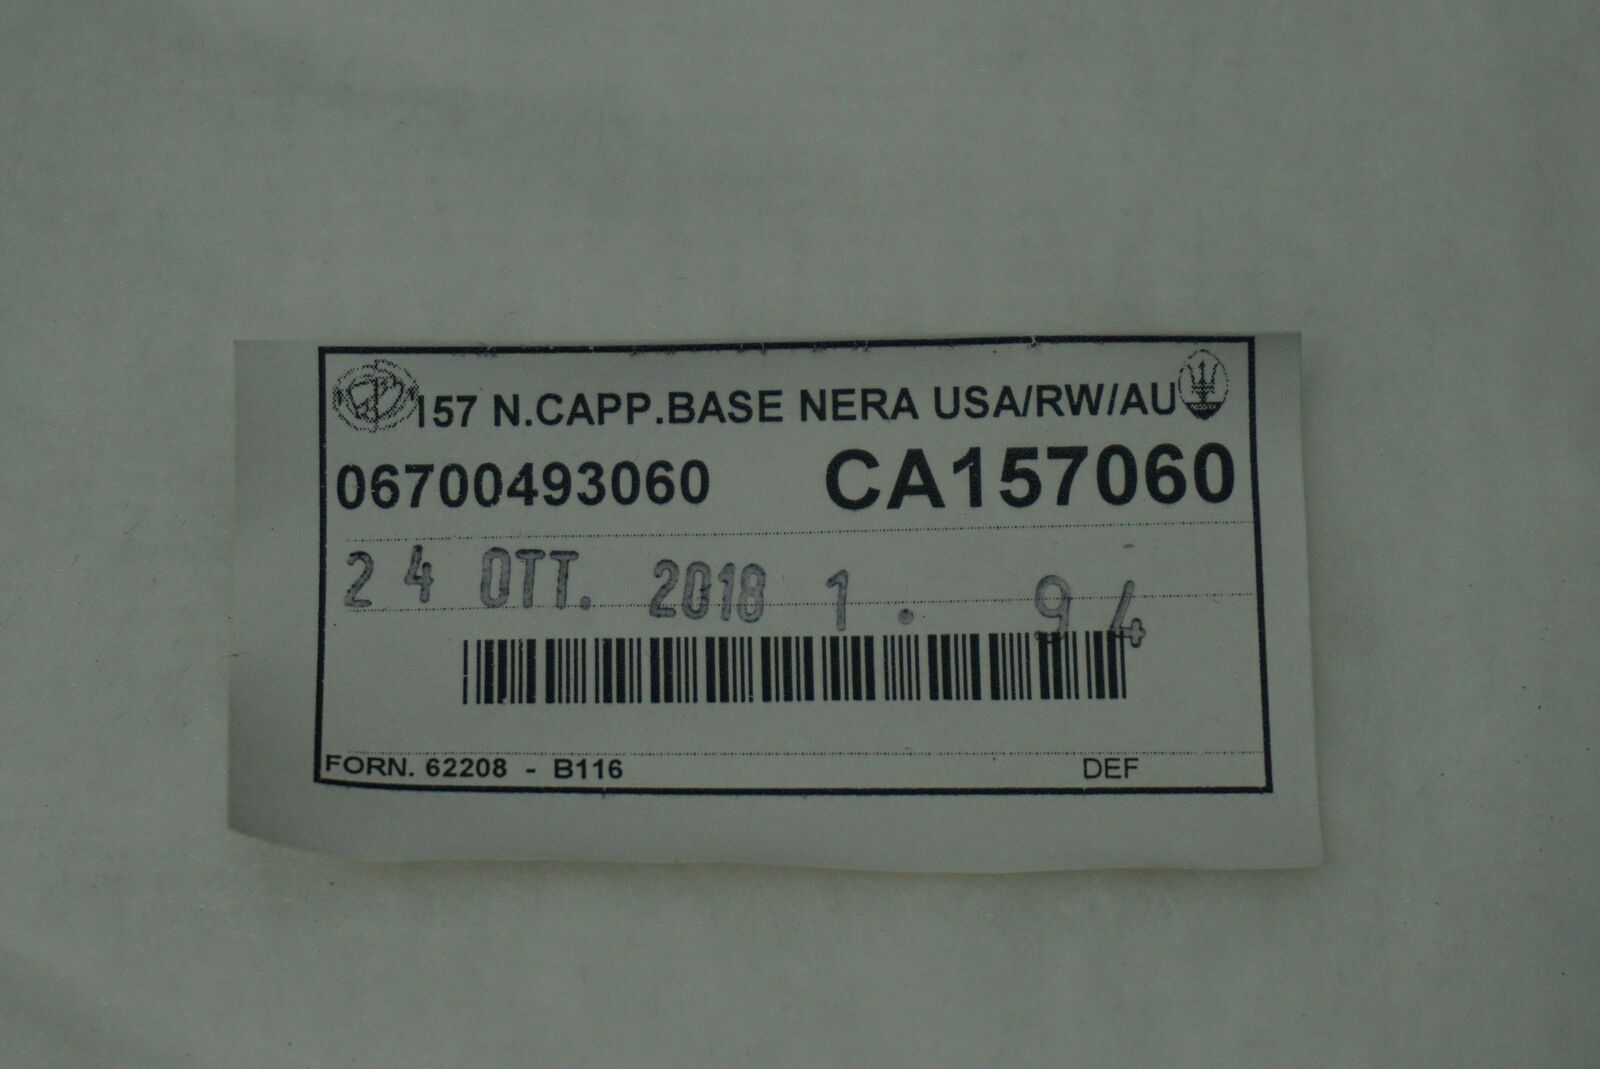 157 N.CAPP.BASE NERA USA/RW/AU
06700493060 CA157060
24 OTT. 2018 1. 94
FORN. 62208 - B116 DEF